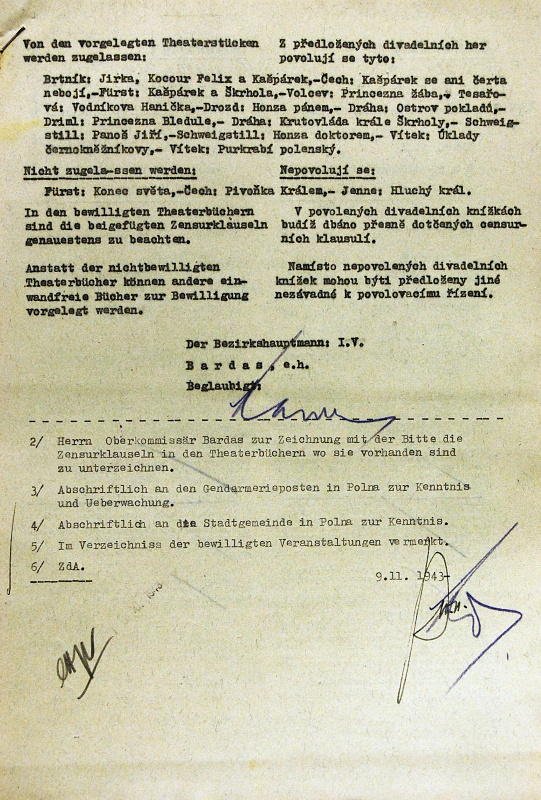 Von den vorgelegten Theaterstücken
werden zugelassen:
Z předložených divadelních her
povolují se tyto:
Brtník: Jirka, Kocour Felix a Kašpárek,-Čech: Kašpárek se ani čerta
nebojí,-Fürst: Kašpárek a Škrhola,-Volcev: Princezna žába,- Tesařo-
vá: Vodníkova Hanička,-Drozd: Honza pánem,- Dráha: Ostrov pokladů,-
Driml: Princezna Bledule,- Dráha: Krutovláda krále Škrholy,- Schweig-
still: Panoš Jiří,-Schweigstill: Honza doktorem,- Vítek: Úklady
černokněžníkovy,- Vítek: Purkrabí polenský.
Nicht zugela-ssen werden:
Nepovolují se:
Fürst: Konec světa,-Čech: Pivoňka Králem,- Jenne: Hluchý král.
In den bewilligten Theaterbüchern
sind die beigefügten Zensurklauseln
genauestens zu beachten.
V povolených divadelních knížkách
budiž dbáno přesně dotčených censur-
ních klausulí.
Anstatt der nichtbewilligten
Theaterbücher können andere ein-
wandfreie Bücher zur Bewilligung
vorgelegt werden.
Namísto nepovolených divadelních
knížek mohou býti předloženy jiné
nezávadné k povolovacímu řízení.
Der Bezirkshauptmann: I.V.
Bardas, e.h.
Beglaubigt:
2/ Herrn Oberkommissär Bardas zur Zeichnung mit der Bitte die
Zensurklauseln in den Theaterbüchern wo sie vorhanden sind
zu unterzeichnen.
3/ Abschriftlich an den Gendarmerieposten in Polna zur Kenntnis
und Ueberwachung.
4/ Abschriftlich an die Stadtgemeinde in Polna zur Kenntnis.
5/ Im Verzeichniss der bewilligten Veranstaltungen vermerkt.
6/ ZdA.
9.11. 1943-